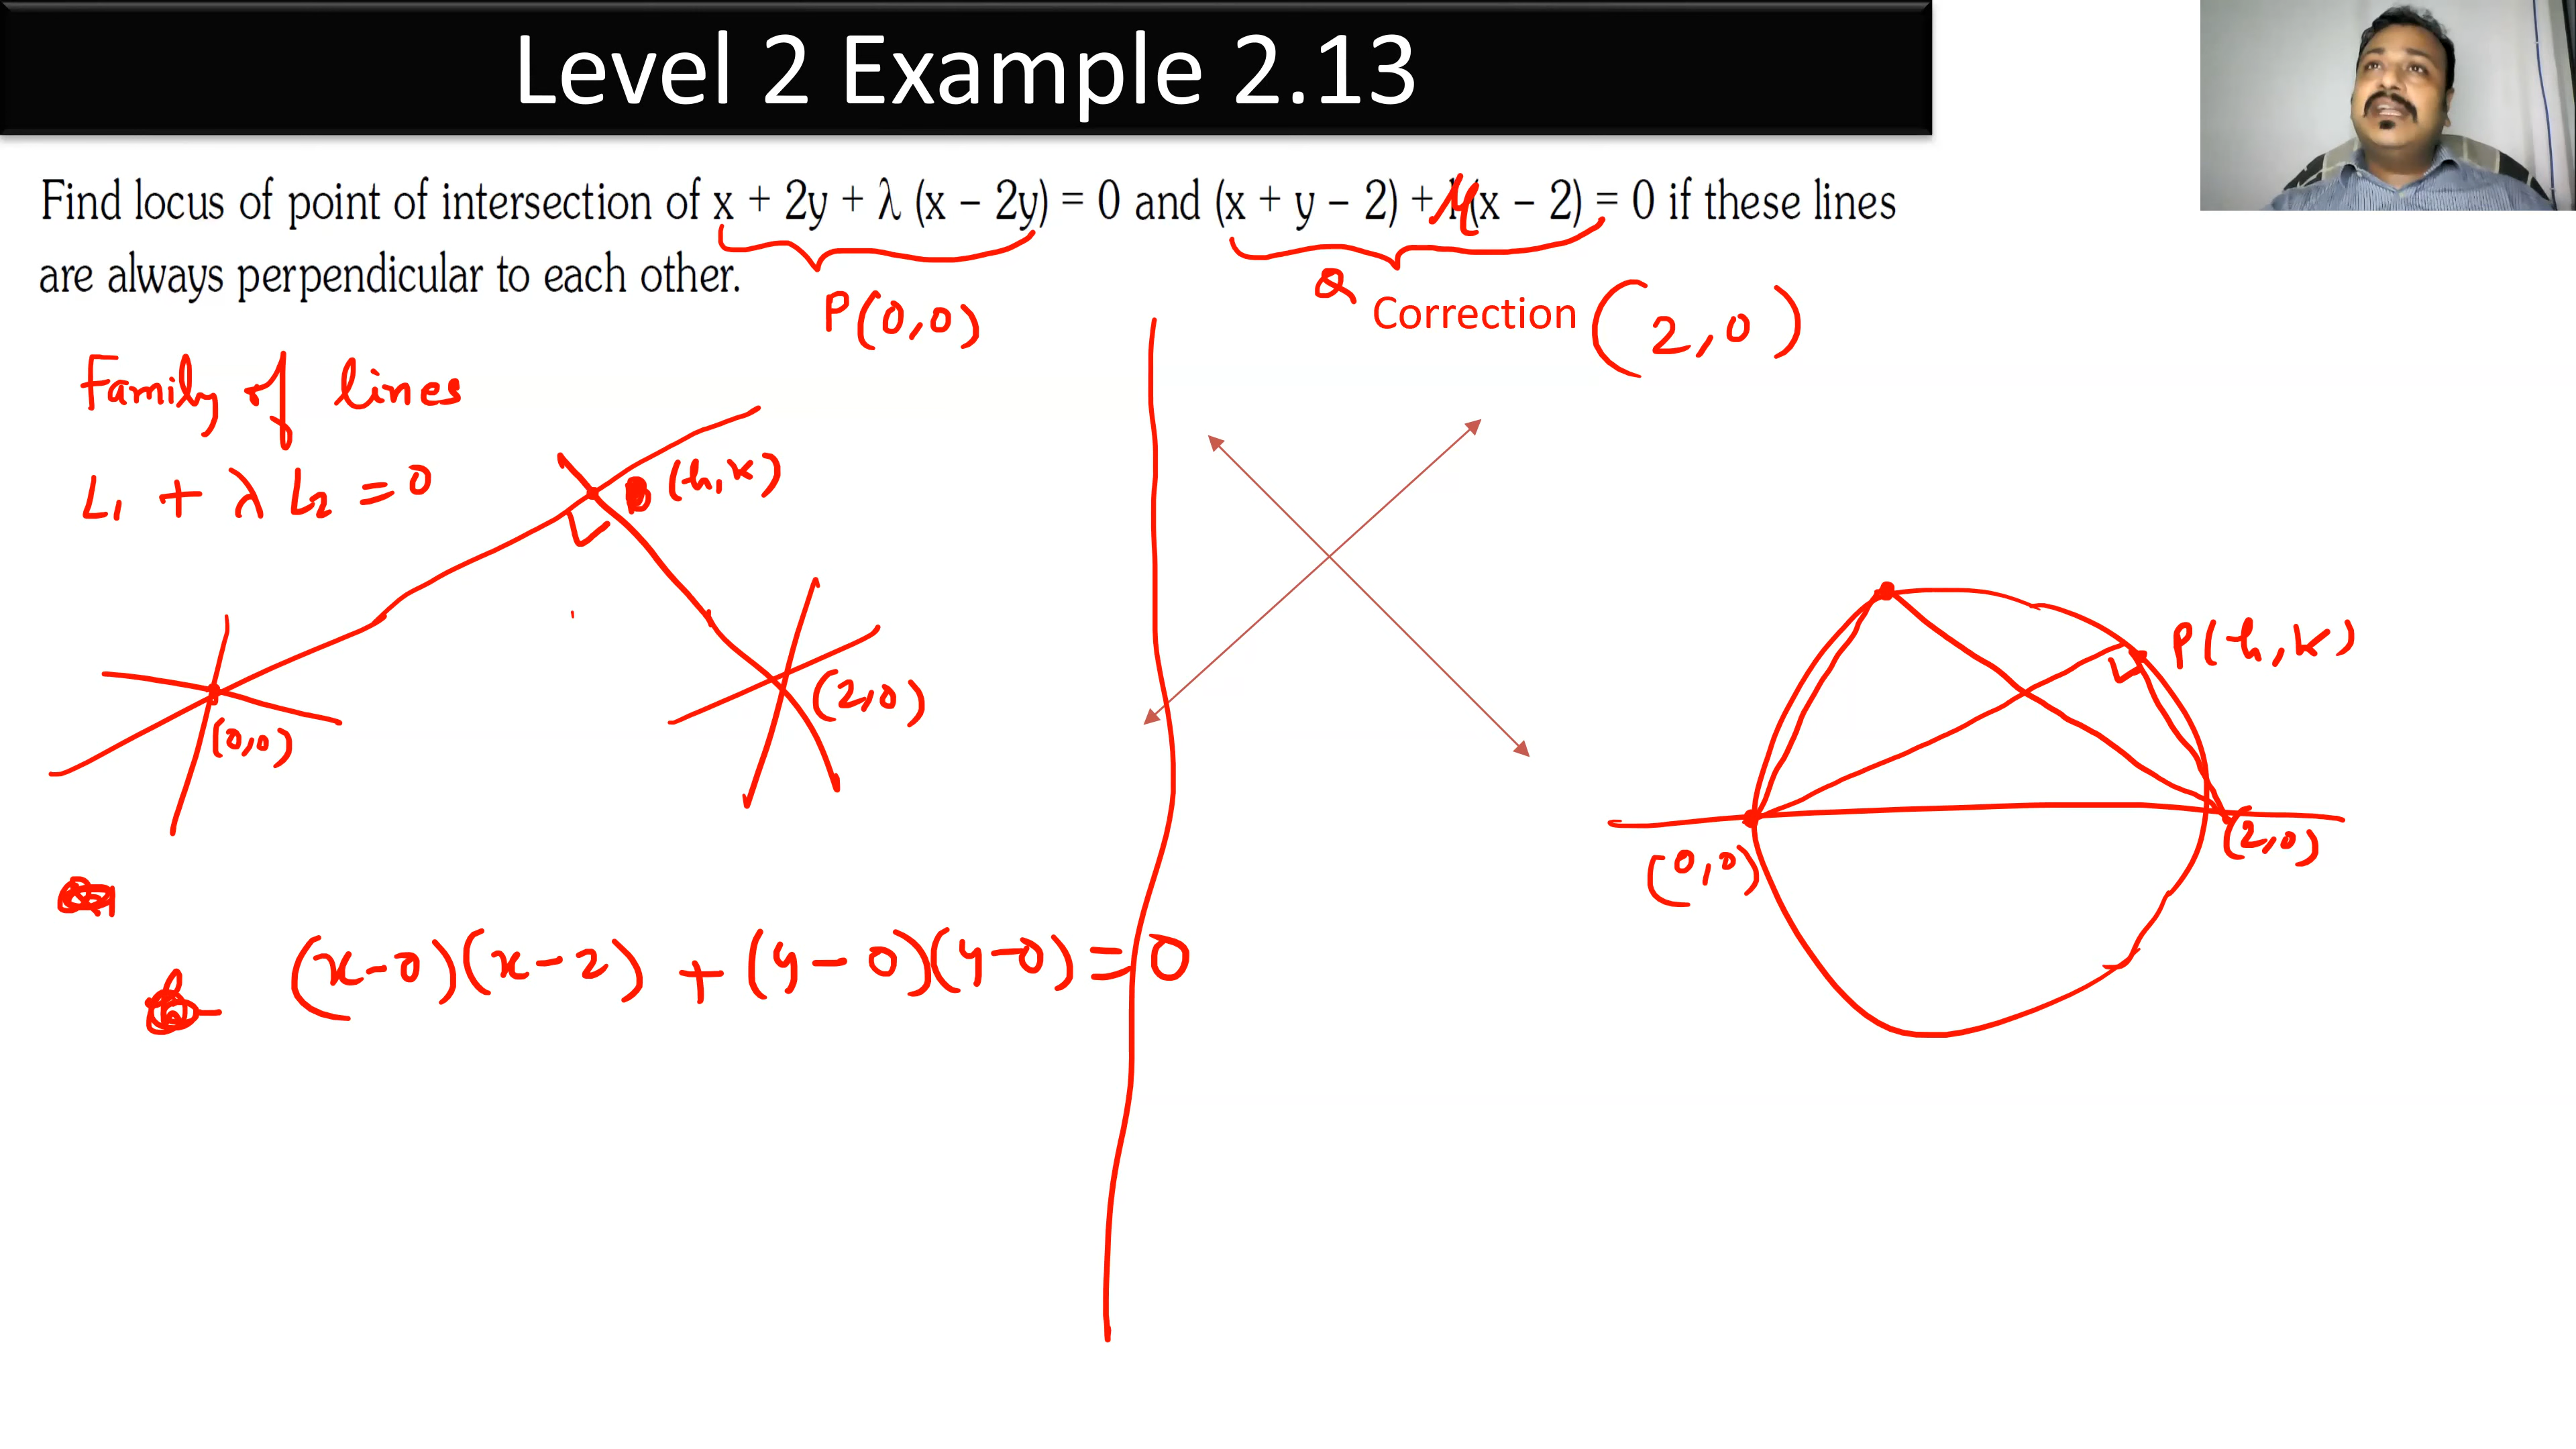 Level 2 Example 2.13
Find locus of point of intersection of x + 2y + λ (x – 2y) = 0 and (x + y – 2) + μ(x – 2) = 0 if these lines
are always perpendicular to each other.
P(0,0)
Q
Correction (2,0)
Family of lines
L₁ + λ L₂ = 0
(h,k)
(0,0)
(2,0)
P(h,k)
(0,0)
(2,0)
(x-0)(x-2) + (y-0)(y-0) = 0